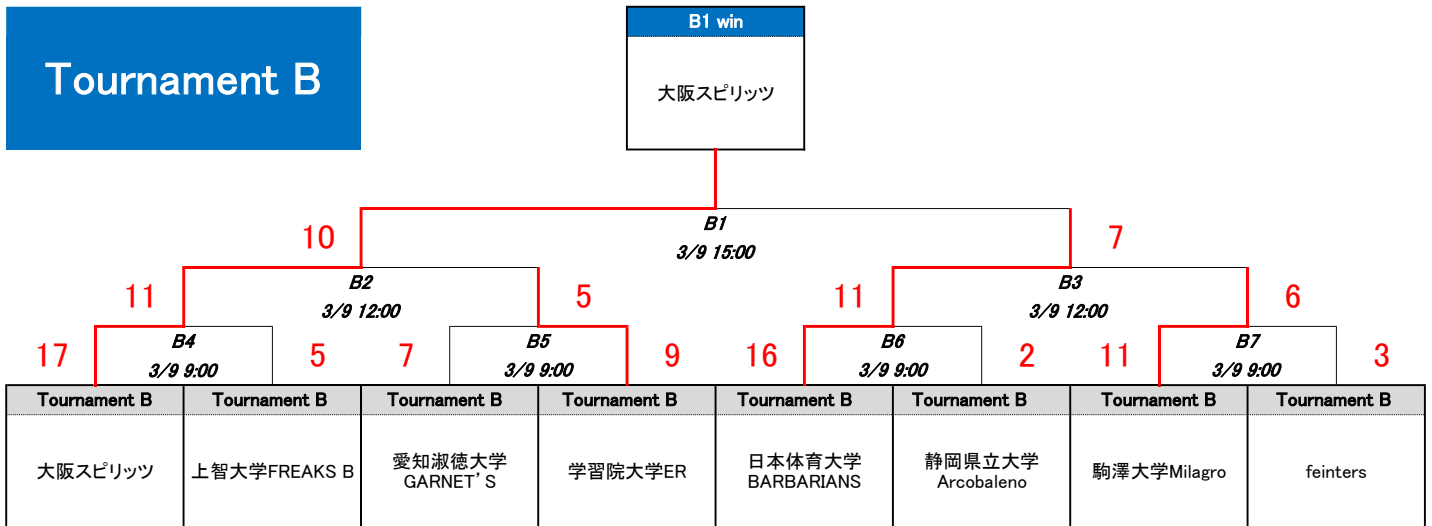 B1 win
Tournament B
大阪スピリッツ
B1
10
7
3/9 15:00
B2
B3
11
5
11
6
3/9 12:00
3/9 12:00
B4
B5
B6
B7
17
5
7
9
16
2
11
3
3/9 9:00
3/9 9:00
3/9 9:00
3/9 9:00
Tournament B
Tournament B
Tournament B
Tournament B
Tournament B
Tournament B
Tournament B
Tournament B
大阪スピリッツ
上智大学FREAKS B
愛知淑徳大学
GARNET’S
学習院大学ER
日本体育大学
BARBARIANS
静岡県立大学
Arcobaleno
駒澤大学Milagro
feinters